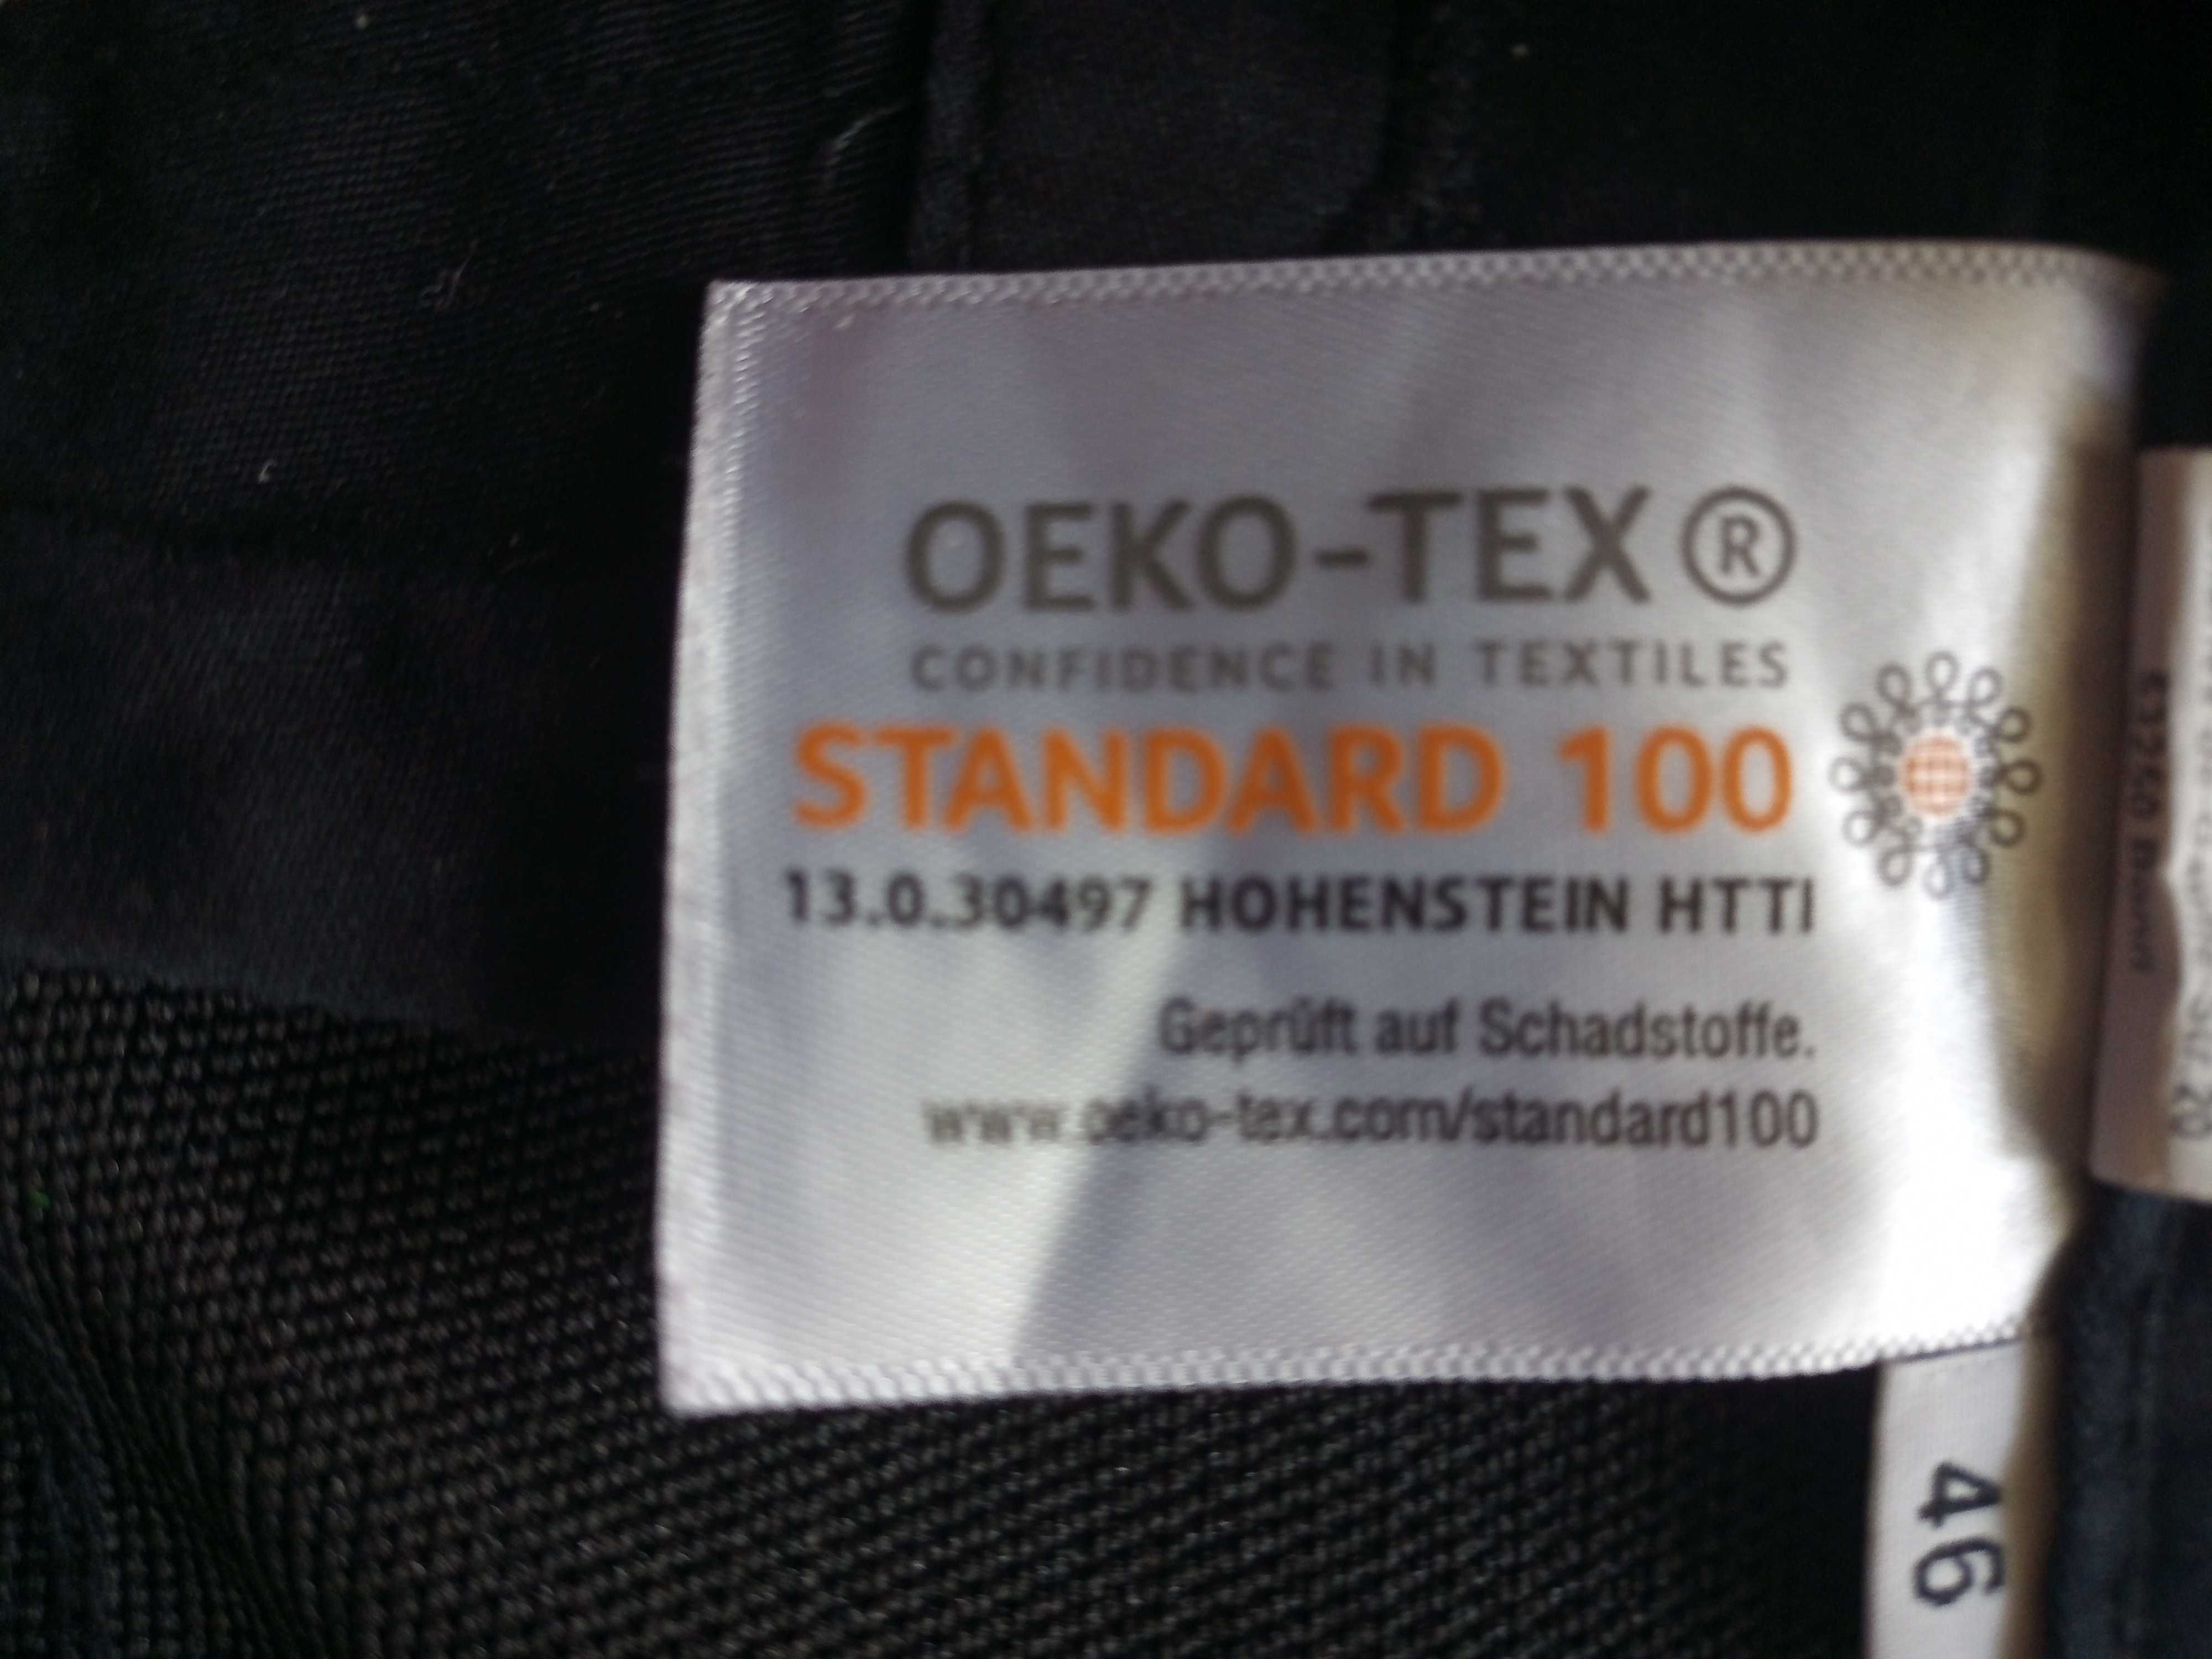 OEKO-TEX®
CONFIDENCE IN TEXTILES
STANDARD 100
13.0.30497 HOHENSTEIN HTTI
Geprüft auf Schadstoffe.
www.oeko-tex.com/standard100
46